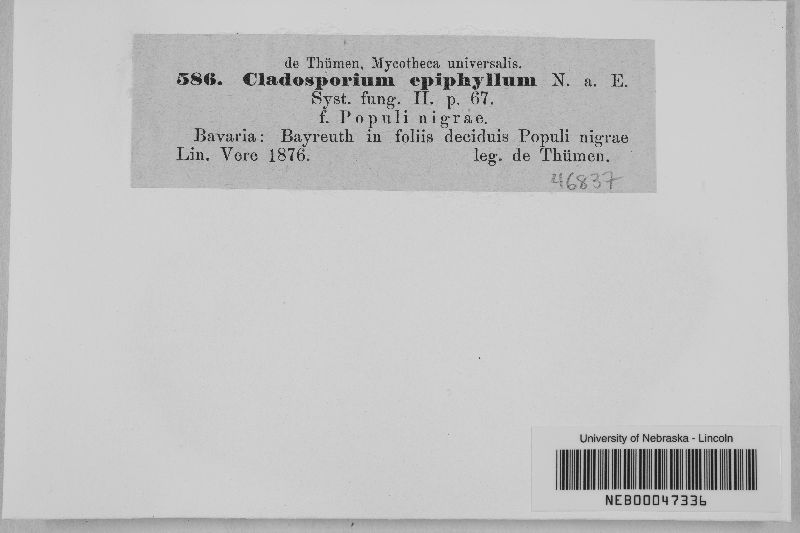 de Thümen, Mycotheca universalis.
586. Cladosporium epiphyllum N. a. E.
Syst. fung. II. p. 67.
f. Populi nigrae.
Bavaria: Bayreuth in foliis deciduis Populi nigrae
Lin. Vere 1876. leg. de Thümen.
46837
University of Nebraska - Lincoln
NEB00047336